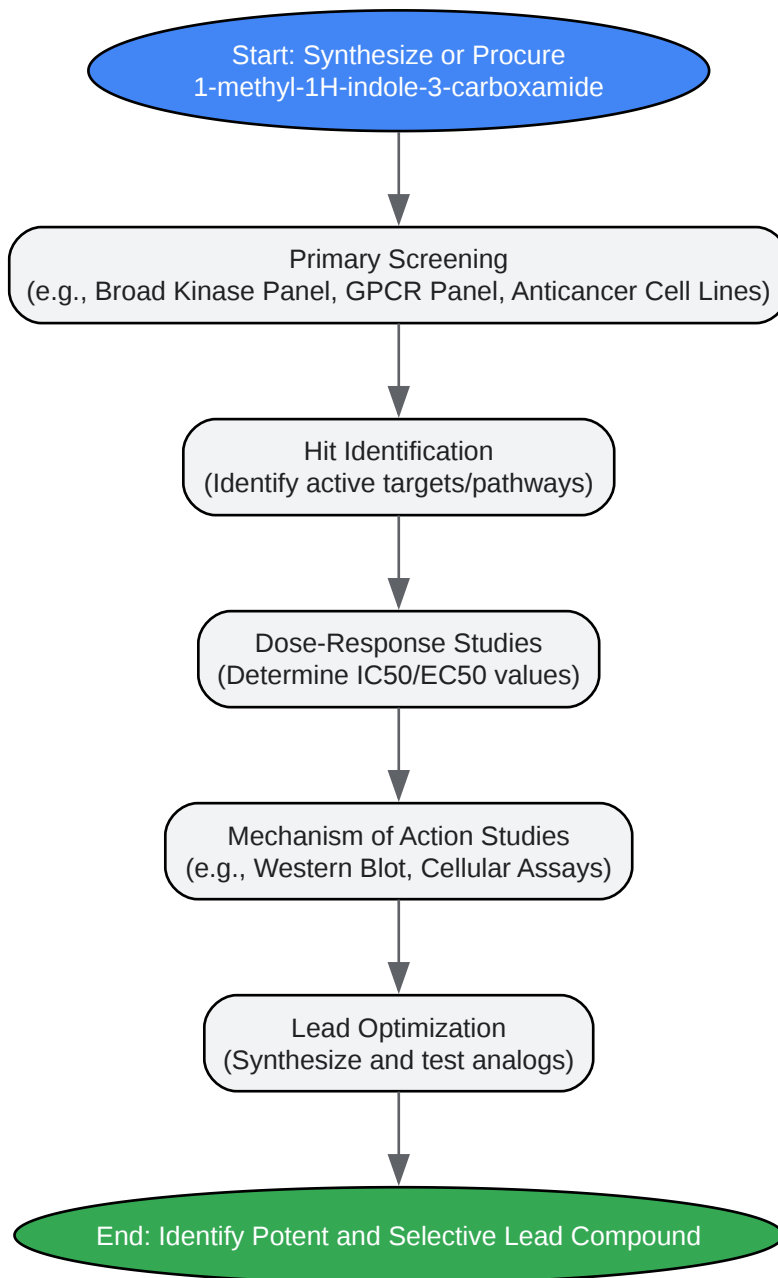 Start: Synthesize or Procure
1-methyl-1H-indole-3-carboxamide
Primary Screening
(e.g., Broad Kinase Panel, GPCR Panel, Anticancer Cell Lines)
Hit Identification
(Identify active targets/pathways)
Dose-Response Studies
(Determine IC50/EC50 values)
Mechanism of Action Studies
(e.g., Western Blot, Cellular Assays)
Lead Optimization
(Synthesize and test analogs)
End: Identify Potent and Selective Lead Compound